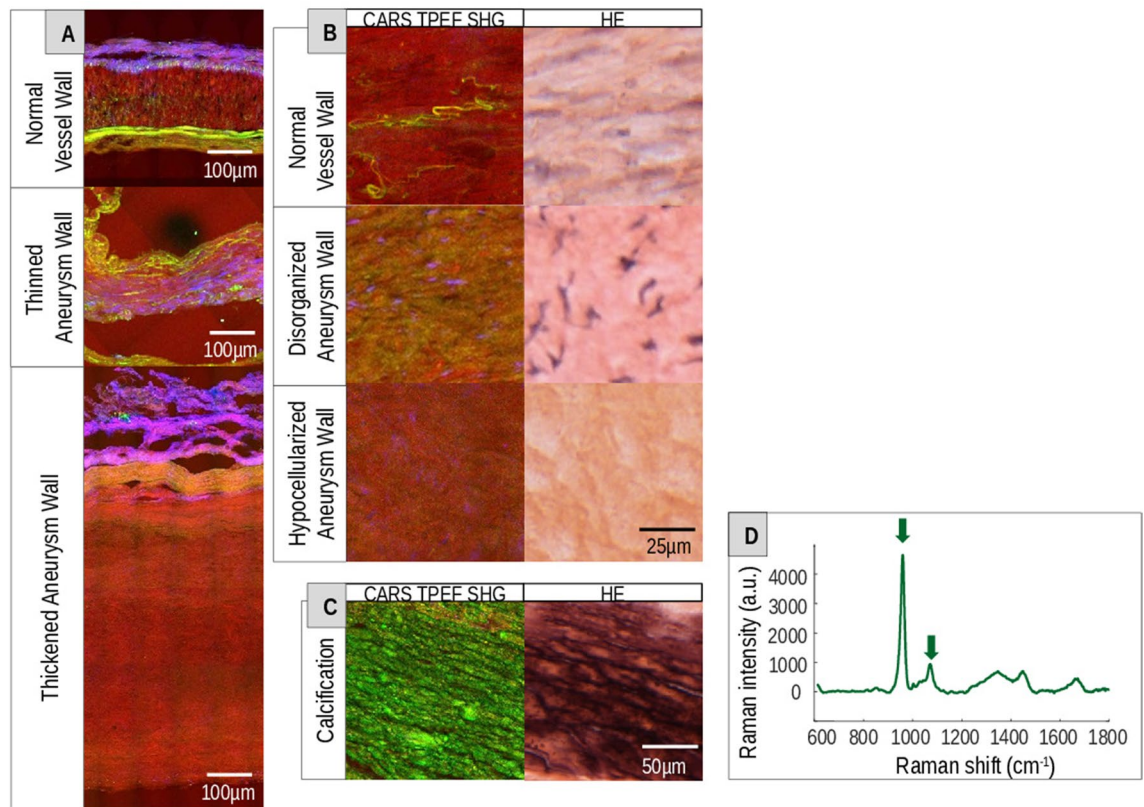 A
Normal
Vessel Wall
100µm
Thinned
Aneurysm Wall
100µm
Thickened Aneurysm Wall
100µm
B
CARS TPEF SHG
HE
Normal
Vessel Wall
Disorganized
Aneurysm Wall
Hypocellularized
Aneurysm Wall
25µm
C
CARS TPEF SHG
HE
Calcification
50µm
D
Raman intensity (a.u.)
4000
3000
2000
1000
0
600 800 1000 1200 1400 1600 1800
Raman shift (cm⁻¹)